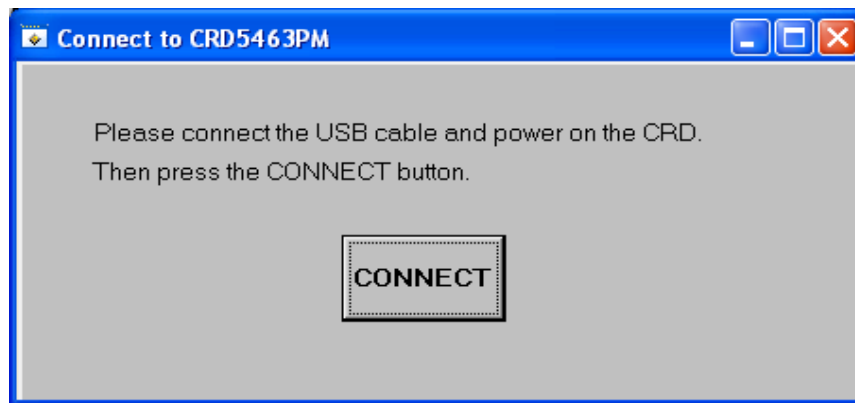 Connect to CRD5463PM
Please connect the USB cable and power on the CRD.
Then press the CONNECT button.
CONNECT